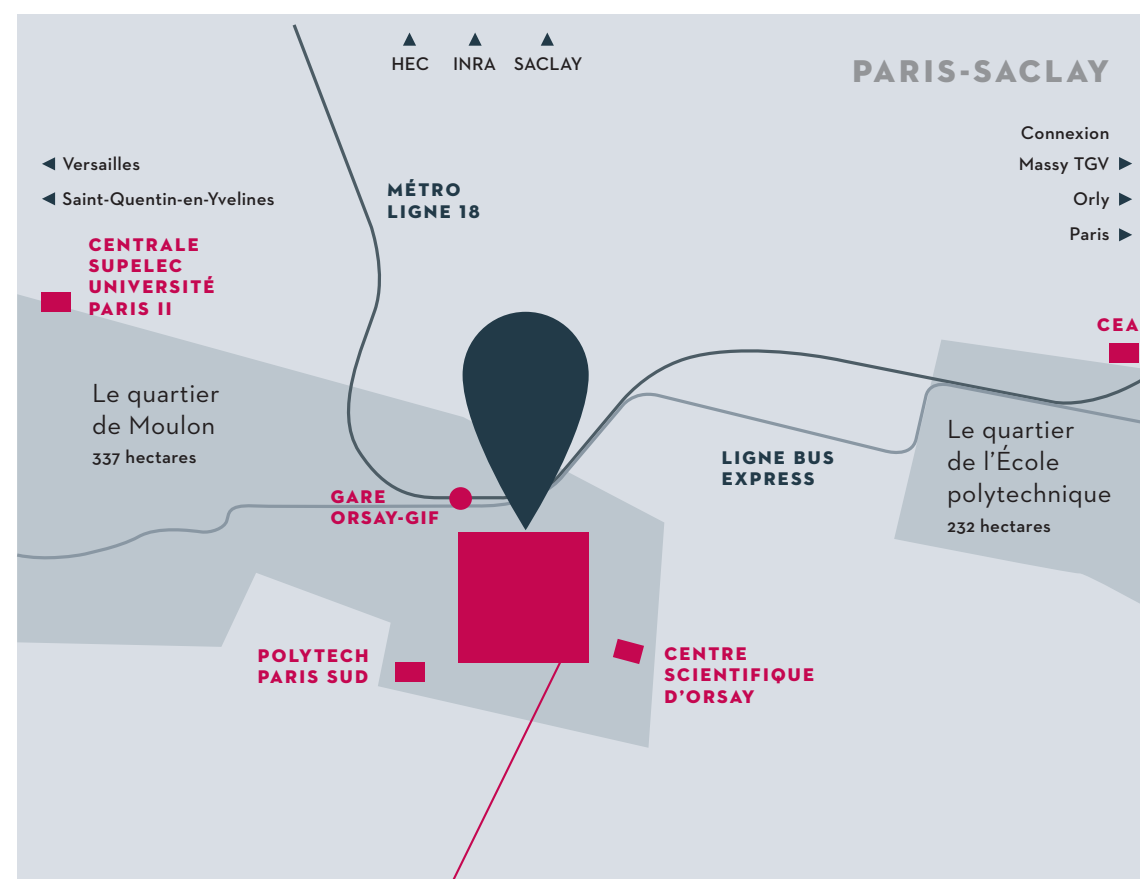 HEC INRA SACLAY
PARIS-SACLAY
Connexion
Massy TGV
Orly
Paris
Versailles
Saint-Quentin-en-Yvelines
MÉTRO
LIGNE 18
CENTRALE
SUPELEC
UNIVERSITÉ
PARIS II
CEA
Le quartier
de Moulon
337 hectares
LIGNE BUS
EXPRESS
Le quartier
de l'École
polytechnique
232 hectares
GARE
ORSAY-GIF
POLYTECH
PARIS SUD
CENTRE
SCIENTIFIQUE
D'ORSAY